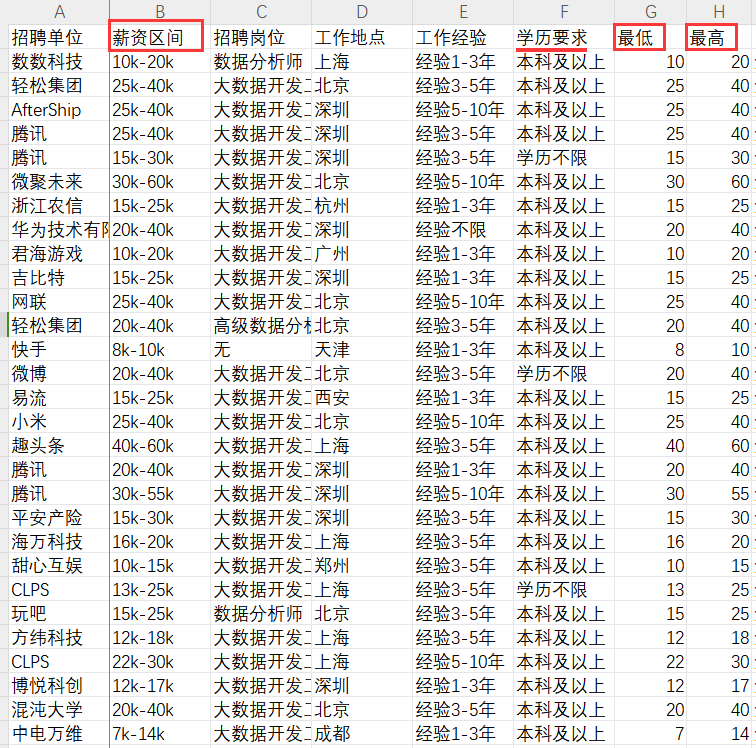 A B C D E F G H
招聘单位 薪资区间 招聘岗位 工作地点 工作经验 学历要求 最低 最高
数数科技 10k-20k 数据分析师 上海 经验1-3年 本科及以上 10 20
轻松集团 25k-40k 大数据开发 北京 经验3-5年 本科及以上 25 40
AfterShip 25k-40k 大数据开发 深圳 经验5-10年 本科及以上 25 40
腾讯 25k-40k 大数据开发 深圳 经验3-5年 本科及以上 25 40
腾讯 15k-30k 大数据开发 深圳 经验3-5年 学历不限 15 30
微聚未来 30k-60k 大数据开发 北京 经验5-10年 本科及以上 30 60
浙江农信 15k-25k 大数据开发 杭州 经验1-3年 本科及以上 15 25
华为技术有 20k-40k 大数据开发 深圳 经验不限 本科及以上 20 40
君海游戏 10k-20k 大数据开发 广州 经验1-3年 本科及以上 10 20
吉比特 15k-25k 大数据开发 深圳 经验1-3年 本科及以上 15 25
网联 25k-40k 大数据开发 北京 经验5-10年 本科及以上 25 40
轻松集团 20k-40k 高级数据分 北京 经验3-5年 本科及以上 20 40
快手 8k-10k 无 天津 经验1-3年 本科及以上 8 10
微博 20k-40k 大数据开发 北京 经验3-5年 学历不限 20 40
易流 15k-25k 大数据开发 西安 经验1-3年 本科及以上 15 25
小米 25k-40k 大数据开发 北京 经验5-10年 本科及以上 25 40
趣头条 40k-60k 大数据开发 上海 经验3-5年 本科及以上 40 60
腾讯 20k-40k 大数据开发 深圳 经验1-3年 本科及以上 20 40
腾讯 30k-55k 大数据开发 深圳 经验5-10年 本科及以上 30 55
平安产险 15k-30k 大数据开发 深圳 经验3-5年 本科及以上 15 30
海万科技 16k-20k 大数据开发 上海 经验3-5年 本科及以上 16 20
甜心互娱 10k-15k 大数据开发 郑州 经验3-5年 本科及以上 10 15
CLPS 13k-25k 大数据开发 上海 经验3-5年 学历不限 13 25
玩吧 15k-25k 数据分析师 北京 经验3-5年 本科及以上 15 25
方纬科技 12k-18k 大数据开发 上海 经验3-5年 本科及以上 12 18
CLPS 22k-30k 大数据开发 上海 经验5-10年 本科及以上 22 30
博悦科创 12k-17k 大数据开发 深圳 经验1-3年 本科及以上 12 17
混沌大学 20k-40k 大数据开发 北京 经验3-5年 本科及以上 20 40
中电万维 7k-14k 大数据开发 成都 经验1-3年 本科及以上 7 14